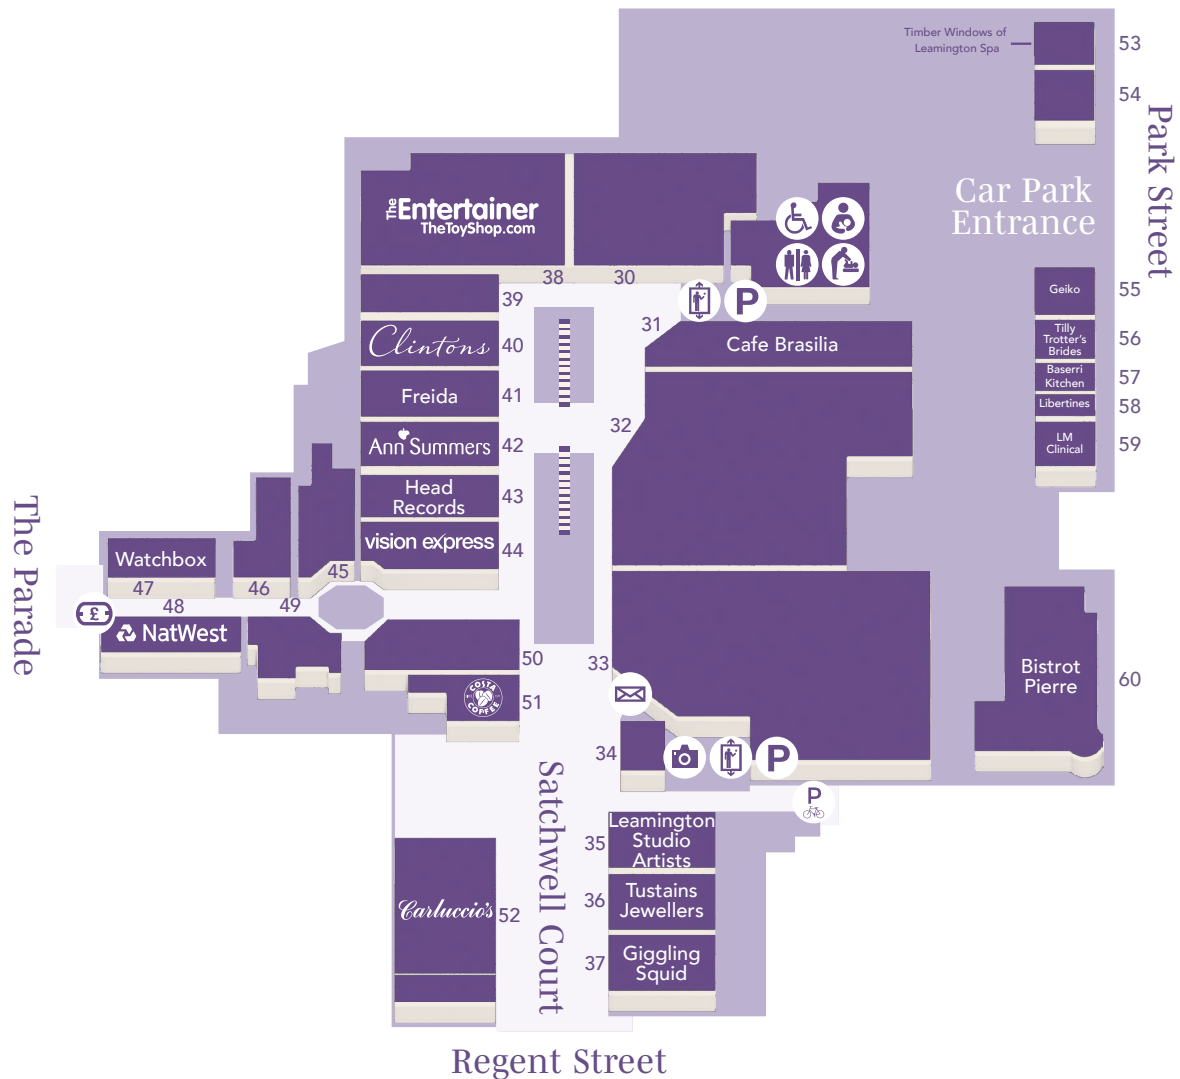 Timber Windows of
Leamington Spa
53
54
Park Street
Car Park
Entrance
The Entertainer
TheToyShop.com
38
30
39
31
P
Clintons
40
Cafe Brasilia
Freida
41
Ann Summers
42
32
Head
Records
43
vision express
44
Geiko
55
Tilly
Trotter's
Brides
56
Baserri
Kitchen
57
Libertines
58
LM
Clinical
59
The Parade
Watchbox
47
46
45
48
49
£
NatWest
50
33
COSTA
COFFEE
51
34
P
P
Bistrot
Pierre
60
Satchwell Court
Leamington
Studio
Artists
35
Tustains
Jewellers
36
Giggling
Squid
37
Carluccio's
52
Regent Street